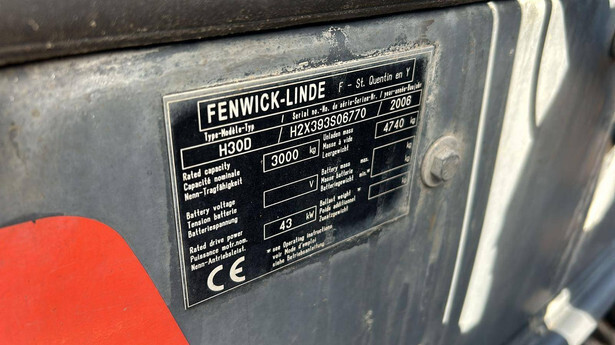 FENWICK-LINDE F - St. Quentin en Y
Type-Modèle-Typ / Serial no.-No. de série-Serien-Nr. / year-année-Baujahr
H30D / H2X393S06770 / 2006
Rated capacity
Capacité nominale
Nenn-Tragfähigkeit
3000 kg
Unladen mass
Masse à vide
Leergewicht
4740 kg
Battery voltage
Tension batterie
Batteriespannung
V
Battery mass max.
Masse batterie min.
Batteriegewicht
kg
kg
Rated drive power
Puissance motr.nom.
Nenn-Antriebsleist.
43 kW
Ballast weight
Poids additionnel
Zusatzgewicht
kg
* see Operating instructions
voir Mode d'emploi
siehe Betriebsanleitung
CE